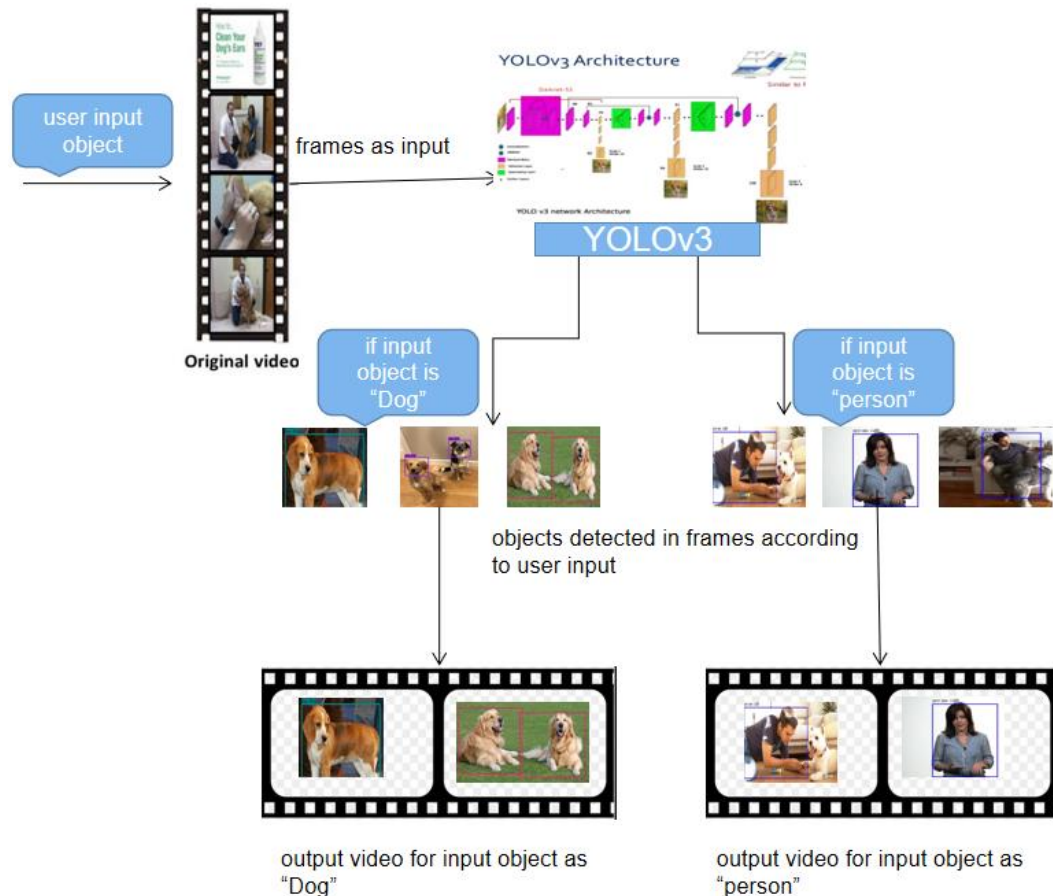 Clean Your
Dog's Ears
user input
object
frames as input
Original video
YOLOv3 Architecture
YOLO v3 network Architecture
YOLOv3
if input
object is
“Dog”
if input
object is
“person”
objects detected in frames according
to user input
output video for input object as
“Dog”
output video for input object as
“person”